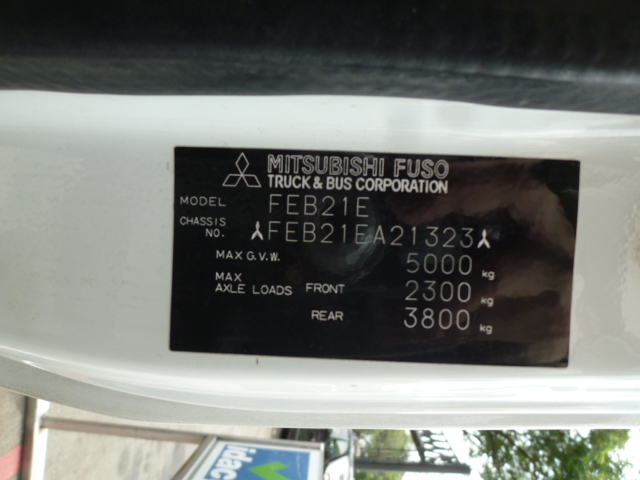 MITSUBISHI FUSO
TRUCK & BUS CORPORATION
MODEL FEB21E
CHASSIS NO. FEB21EA21323
MAX G.V.W. 5000 kg
MAX AXLE LOADS FRONT 2300 kg
REAR 3800 kg
idac